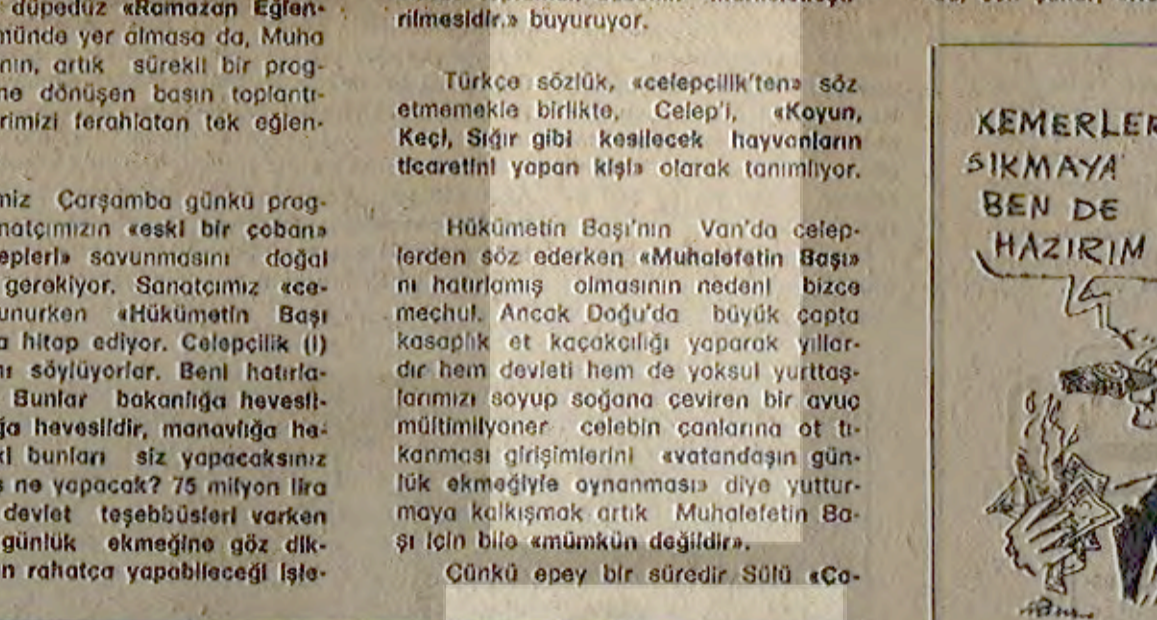 düpedüz «Ramazan Eğlen-
münde yer almasa da, Muha
nın, artık sürekli bir prog-
ne dönüşen basın toplantı-
rimizi ferahlatan tek eğlen-
miz Çarşamba günkü prog-
natçımızın «eski bir çoban»
epleri» savunmasını doğal
gerekiyor. Sanatçımız «ce-
unurken «Hükümetin Başı
a hitap ediyor. Celepçilik (I)
nı söylüyorlar. Beni hatırla-
Bunlar bakanlığa hevesli-
ğa heveslidir, manavlığa he-
ki bunları siz yapacaksınız
s ne yapacak? 75 milyon lira
devlet teşebbüsleri varken
günlük ekmeğine göz dik-
n rahatça yapabileceği işle-
rilmesidir.» buyuruyor.
Türkçe sözlük, «celepçilik'ten» söz
etmemekle birlikte, Celep'i, «Koyun,
Keçi, Sığır gibi kesilecek hayvanların
ticaretini yapan kişi» olarak tanımlıyor.
Hükümetin Başı'nın Van'da celep-
lerden söz ederken «Muhalefetin Başı»
nı hatırlamış olmasının nedeni bizce
meçhul. Ancak Doğu'da büyük çapta
kasaplık et kaçakçılığı yaparak yıllar-
dır hem devleti hem de yoksul yurttaş-
larımızı soyup soğana çeviren bir avuç
mültimilyoner celebin canlarına ot tı-
kanması girişimlerini «vatandaşın gün-
lük ekmeğiyle oynanması» diye yuttur-
maya kalkışmak artık Muhalefetin Ba-
şı için bile «mümkün değildir».
Çünkü epey bir süredir Sülü «Ço-
KEMERLER
SIKMAYA
BEN DE
HAZIRIM